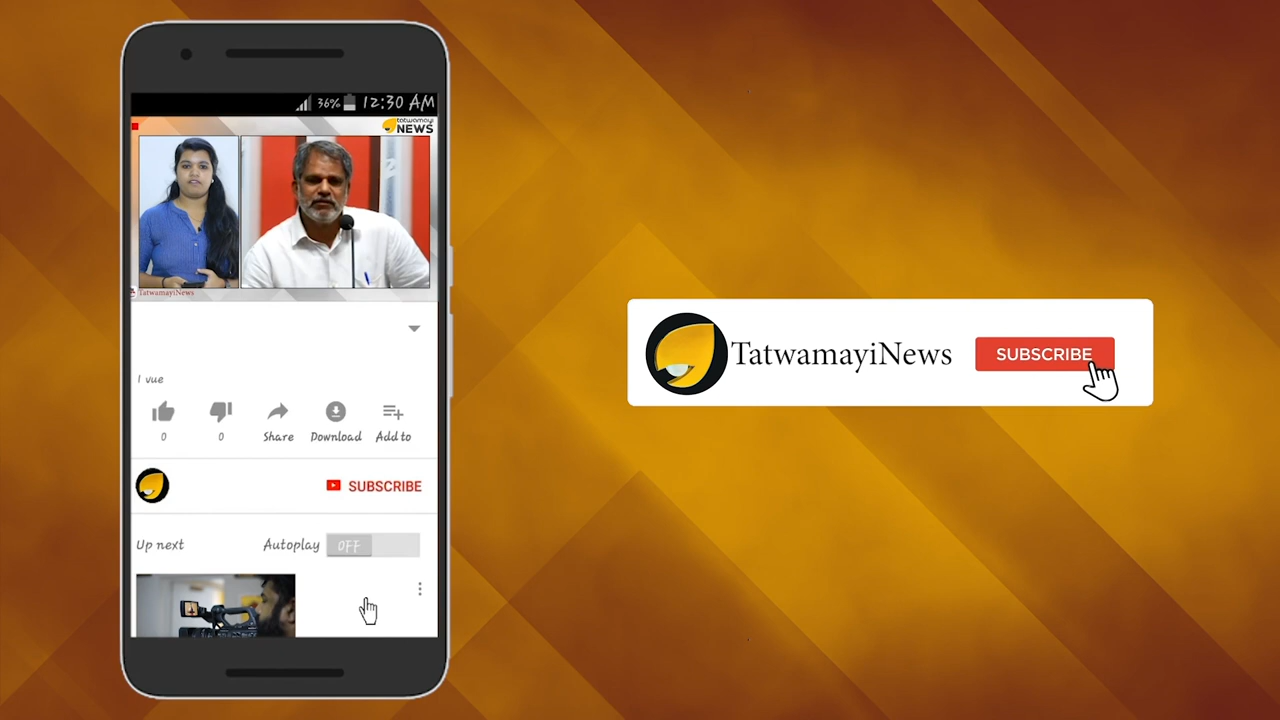 36% 12:30 AM
tatwamayi
NEWS
TatwamayiNews
1 vue
0
0
Share
Download
Add to
SUBSCRIBE
Up next
Autoplay
OFF
TatwamayiNews
SUBSCRIBE